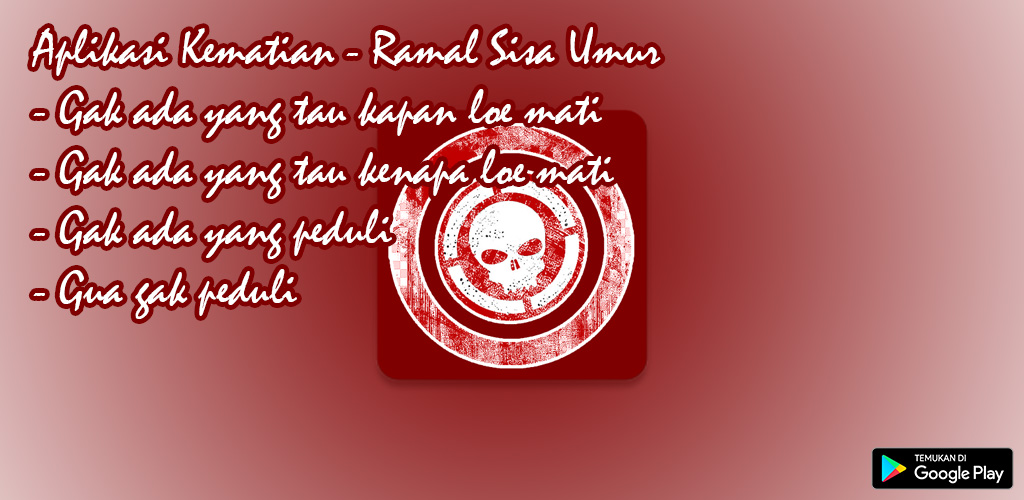 Aplikasi Kematian - Ramal Sisa Umur
- Gak ada yang tau kapan loe mati
- Gak ada yang tau kenapa loe mati
- Gak ada yang peduli
- Gua gak peduli
TEMUKAN DI
Google Play